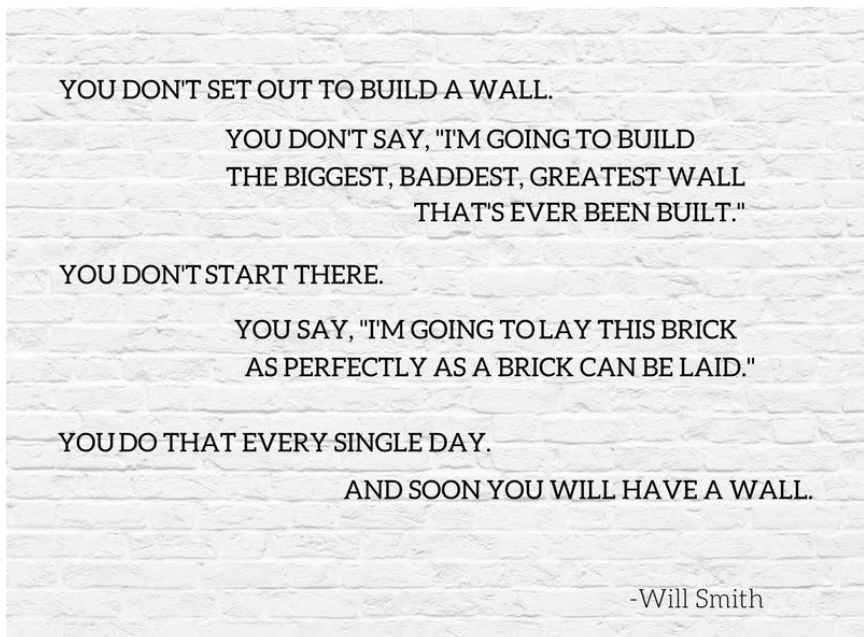 YOU DON'T SET OUT TO BUILD A WALL.
YOU DON'T SAY, "I'M GOING TO BUILD
THE BIGGEST, BADDEST, GREATEST WALL
THAT'S EVER BEEN BUILT."
YOU DON'T START THERE.
YOU SAY, "I'M GOING TO LAY THIS BRICK
AS PERFECTLY AS A BRICK CAN BE LAID."
YOU DO THAT EVERY SINGLE DAY.
AND SOON YOU WILL HAVE A WALL.
-Will Smith